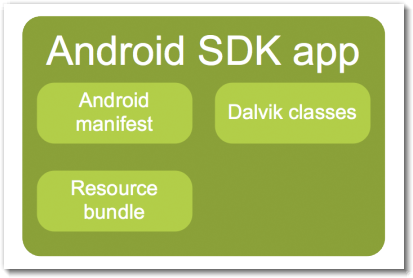 Android SDK app
Android
manifest
Dalvik classes
Resource
bundle